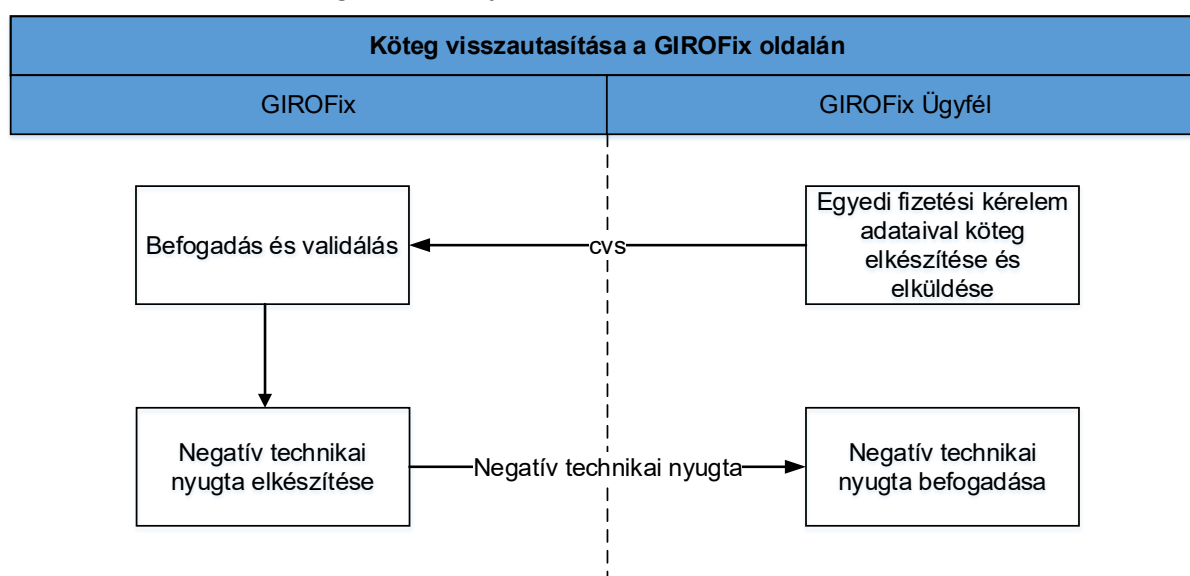 Köteg visszautasítása a GIROFix oldalán
GIROFix
GIROFix Ügyfél
Befogadás és validálás
cvs
Egyedi fizetési kérelem
adataival köteg
elkészítése és
elküldése
Negatív technikai
nyugta elkészítése
Negatív technikai nyugta
Negatív technikai
nyugta befogadása